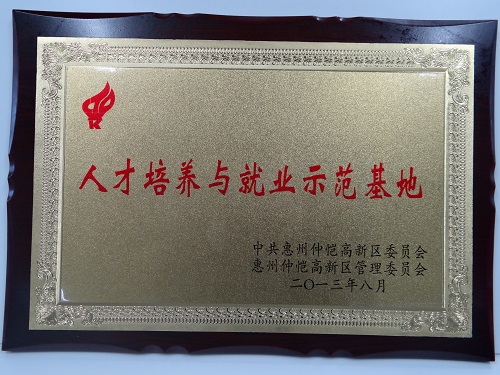 人才培养与就业示范基地
中共惠州仲恺高新区委员会
惠州仲恺高新区管理委员会
二〇一三年八月